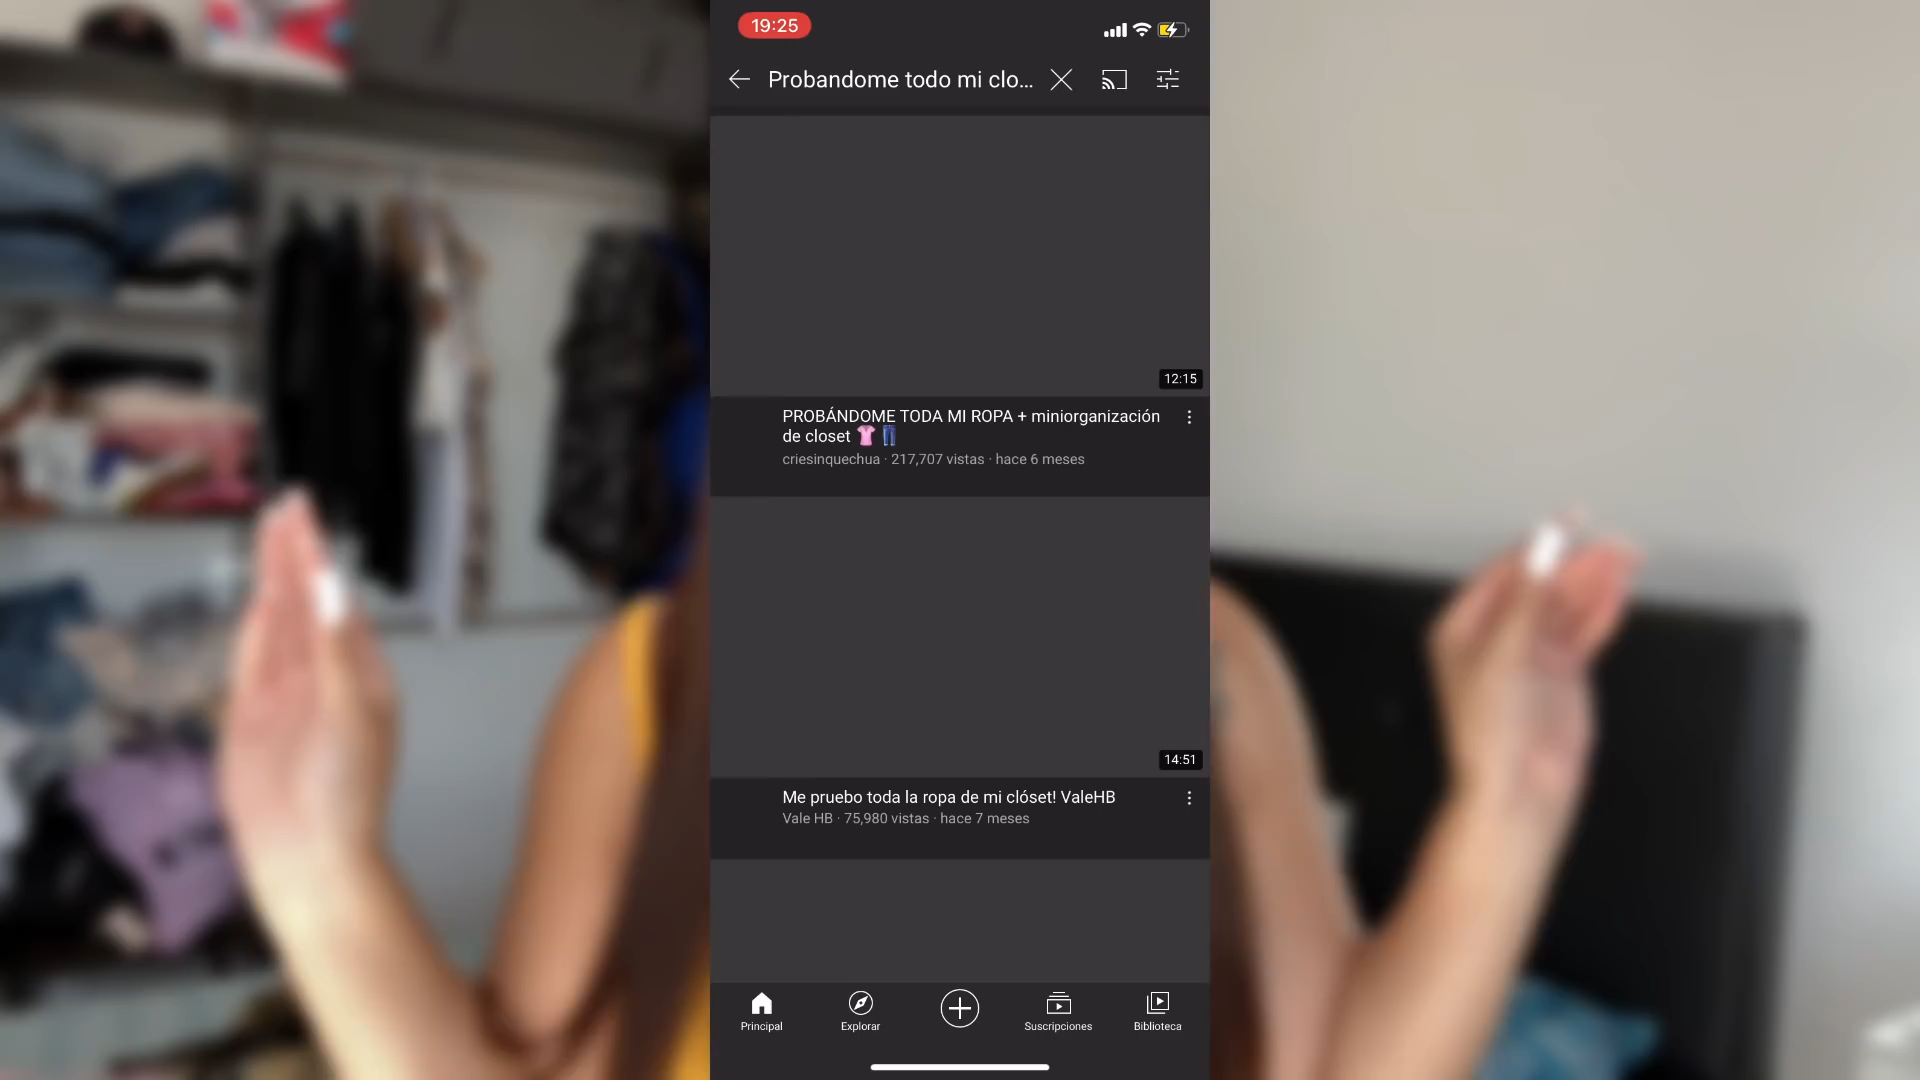 19:25
Probandome todo mi clo...
12:15
PROBÁNDOME TODA MI ROPA + miniorganización
de closet 👚👖
criesinquechua · 217,707 vistas · hace 6 meses
14:51
Me pruebo toda la ropa de mi clóset! ValeHB
Vale HB · 75,980 vistas · hace 7 meses
Principal
Explorar
Suscripciones
Biblioteca